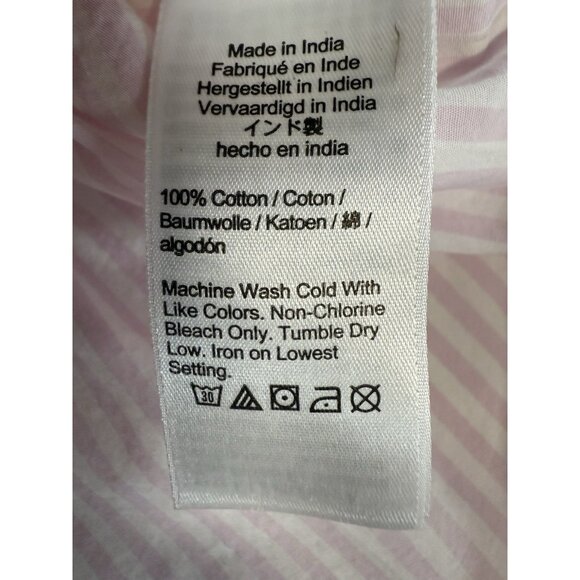 Made in India
Fabriqué en Inde
Hergestellt in Indien
Vervaardigd in India
インド製
hecho en india
100% Cotton / Coton /
Baumwolle / Katoen / 綿 /
algodón
Machine Wash Cold With
Like Colors. Non-Chlorine
Bleach Only. Tumble Dry
Low. Iron on Lowest
Setting.
30